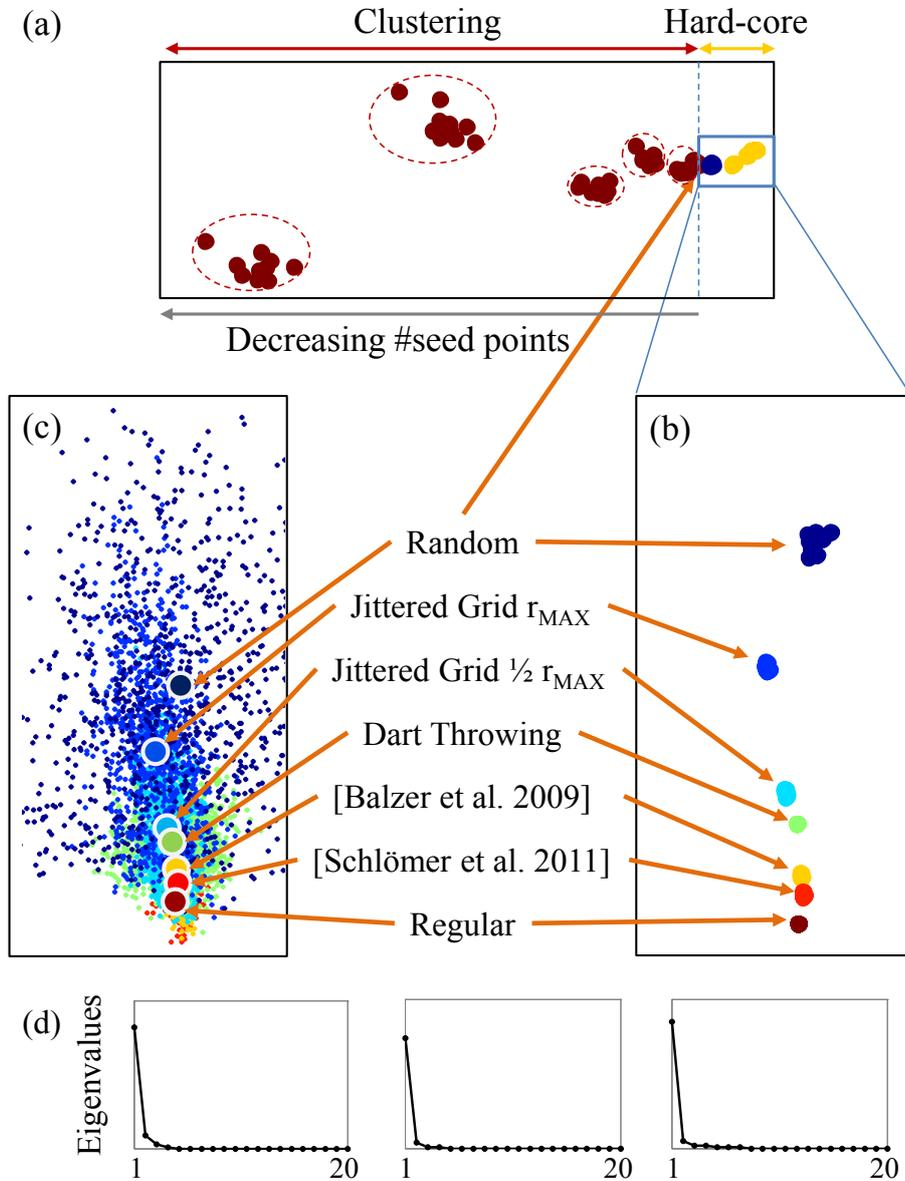 (a)
Clustering
Hard-core
Decreasing #seed points
(c)
(b)
Random
Jittered Grid rMAX
Jittered Grid ½ rMAX
Dart Throwing
[Balzer et al. 2009]
[Schlömer et al. 2011]
Regular
(d)
Eigenvalues
1
20
1
20
1
20